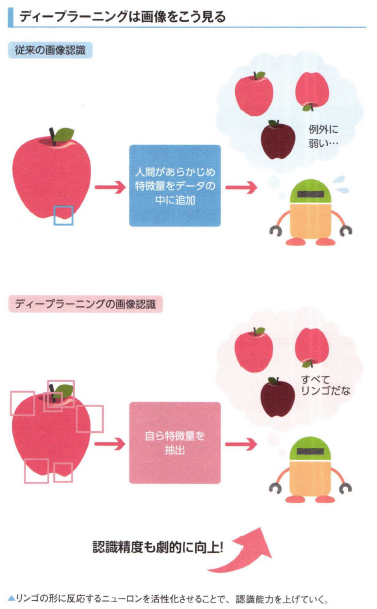 ディープラーニングは画像をこう見る
従来の画像認識
例外に
弱い…
人間があらかじめ
特微量をデータの
中に追加
ディープラーニングの画像認識
すべて
リンゴだな
自ら特微量を
抽出
認識精度も劇的に向上!
▲リンゴの形に反応するニューロンを活性化させることで、認識能力を上げていく。